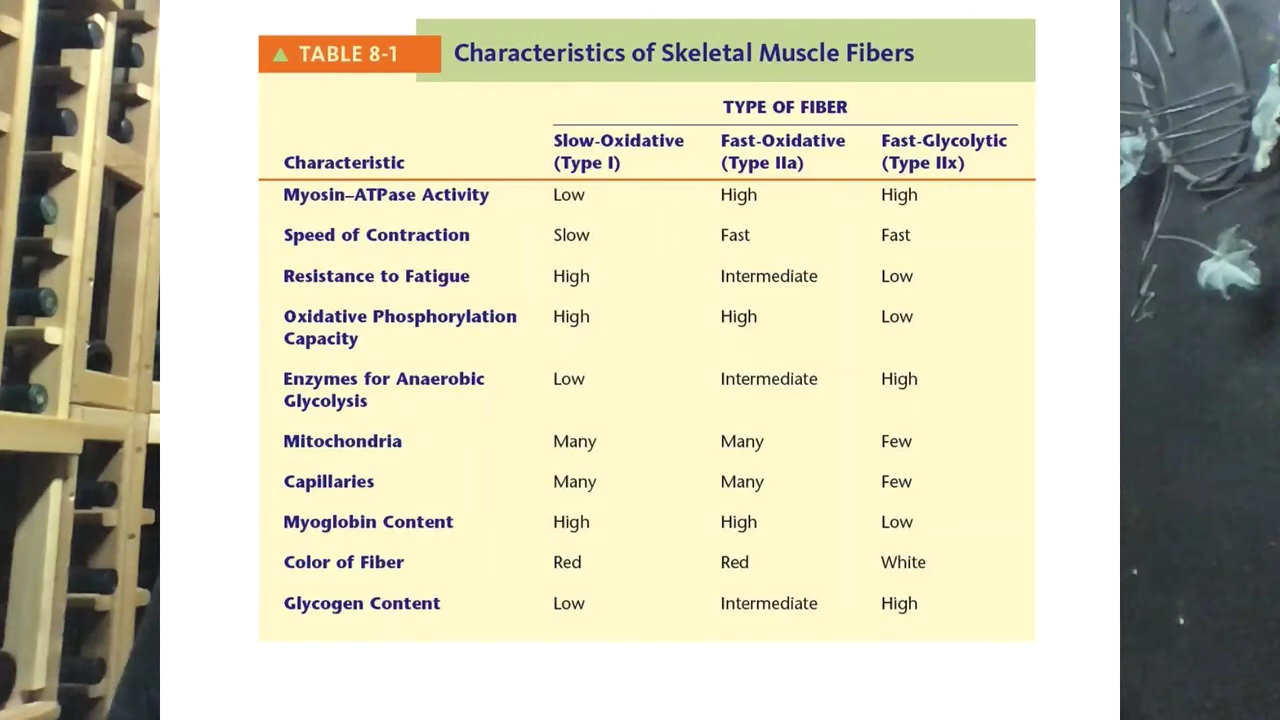 ▲ TABLE 8-1 Characteristics of Skeletal Muscle Fibers
TYPE OF FIBER
Characteristic Slow-Oxidative (Type I) Fast-Oxidative (Type IIa) Fast-Glycolytic (Type IIx)
Myosin–ATPase Activity Low High High
Speed of Contraction Slow Fast Fast
Resistance to Fatigue High Intermediate Low
Oxidative Phosphorylation Capacity High High Low
Enzymes for Anaerobic Glycolysis Low Intermediate High
Mitochondria Many Many Few
Capillaries Many Many Few
Myoglobin Content High High Low
Color of Fiber Red Red White
Glycogen Content Low Intermediate High